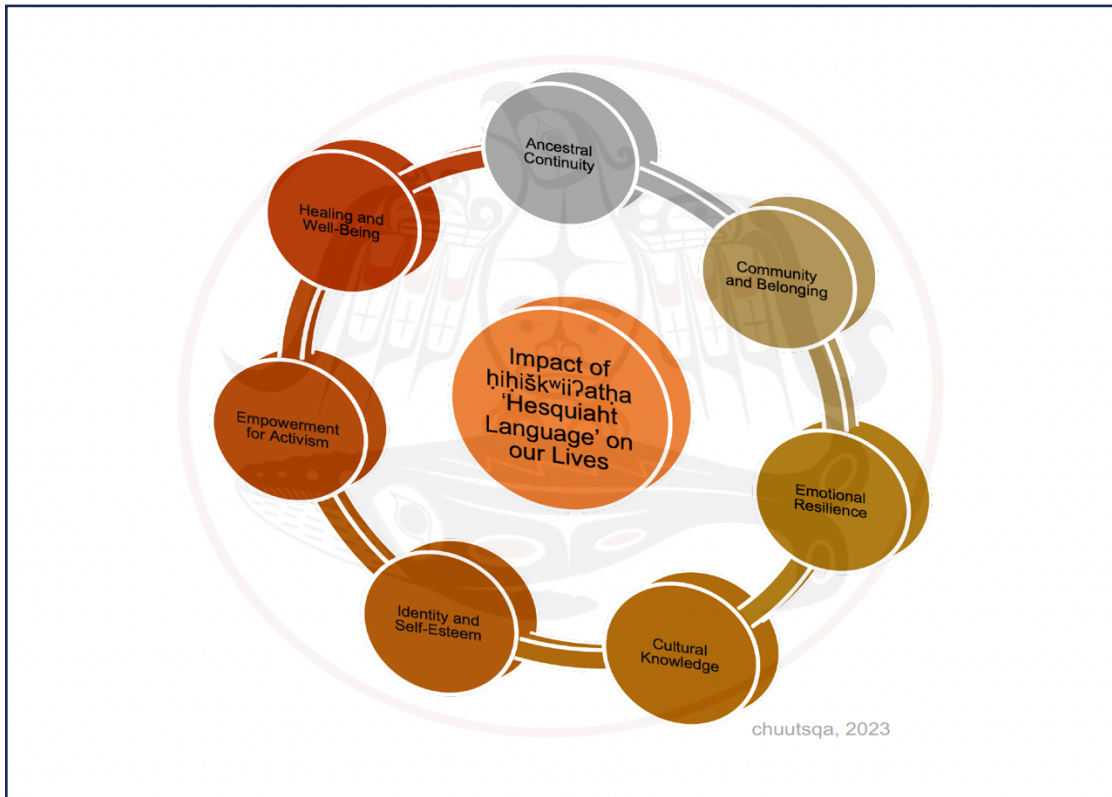 Impact of
ḥiḥiškʷiiʔatḥa
‘Hesquiaht
Language’ on
our Lives
Ancestral
Continuity
Community
and Belonging
Emotional
Resilience
Cultural
Knowledge
Identity and
Self-Esteem
Empowerment
for Activism
Healing and
Well-Being
chuutsqa, 2023